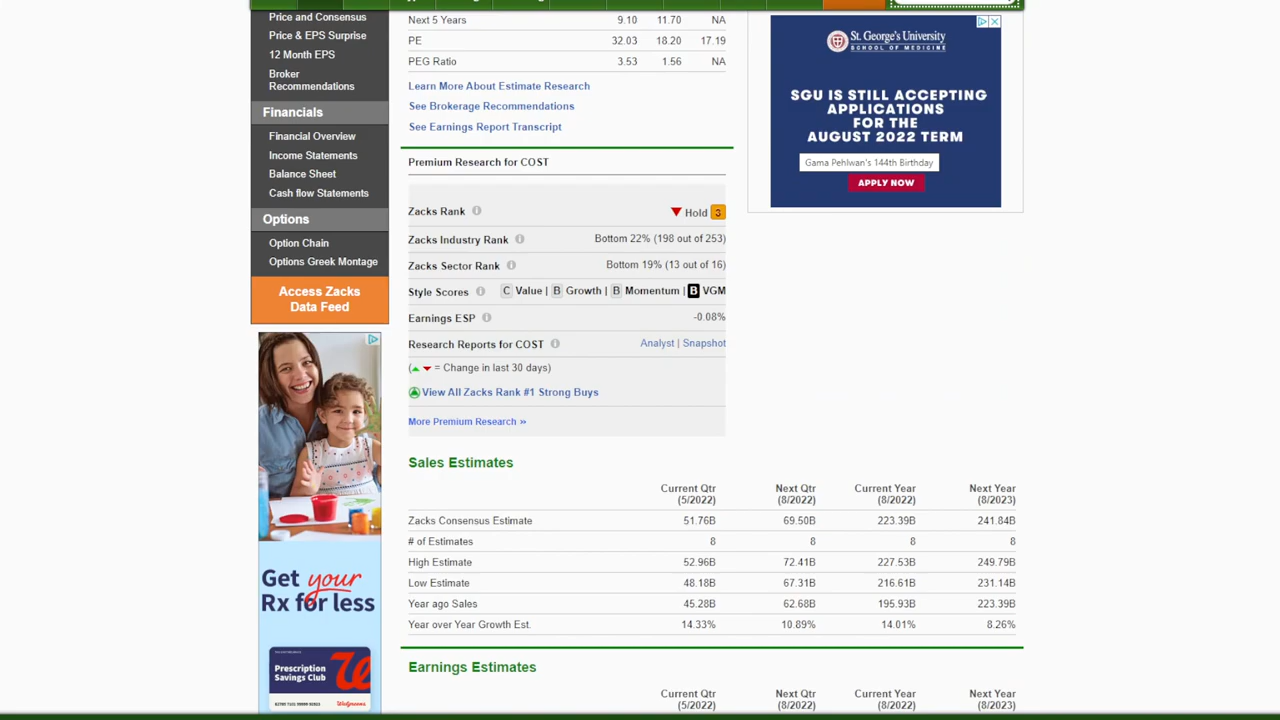 Price and Consensus
Price & EPS Surprise
12 Month EPS
Broker
Recommendations
Financials
Financial Overview
Income Statements
Balance Sheet
Cash flow Statements
Options
Option Chain
Options Greek Montage
Access Zacks
Data Feed
Get your
Rx for less
Prescription
Savings Club
Walgreens
Next 5 Years 9.10 11.70 NA
PE 32.03 18.20 17.19
PEG Ratio 3.53 1.56 NA
Learn More About Estimate Research
See Brokerage Recommendations
See Earnings Report Transcript
Premium Research for COST
Zacks Rank Hold 3
Zacks Industry Rank Bottom 22% (198 out of 253)
Zacks Sector Rank Bottom 19% (13 out of 16)
Style Scores C Value | B Growth | B Momentum | B VGM
Earnings ESP -0.08%
Research Reports for COST Analyst | Snapshot
( = Change in last 30 days)
View All Zacks Rank #1 Strong Buys
More Premium Research »
St. George's University
SCHOOL OF MEDICINE
SGU IS STILL ACCEPTING
APPLICATIONS
FOR THE
AUGUST 2022 TERM
Gama Pehlwan's 144th Birthday
APPLY NOW
Sales Estimates
Current Qtr Next Qtr Current Year Next Year
(5/2022) (8/2022) (8/2022) (8/2023)
Zacks Consensus Estimate 51.76B 69.50B 223.39B 241.84B
# of Estimates 8 8 8 8
High Estimate 52.96B 72.41B 227.53B 249.79B
Low Estimate 48.18B 67.31B 216.61B 231.14B
Year ago Sales 45.28B 62.68B 195.93B 223.39B
Year over Year Growth Est. 14.33% 10.89% 14.01% 8.26%
Earnings Estimates
Current Qtr Next Qtr Current Year Next Year
(5/2022) (8/2022) (8/2022) (8/2023)